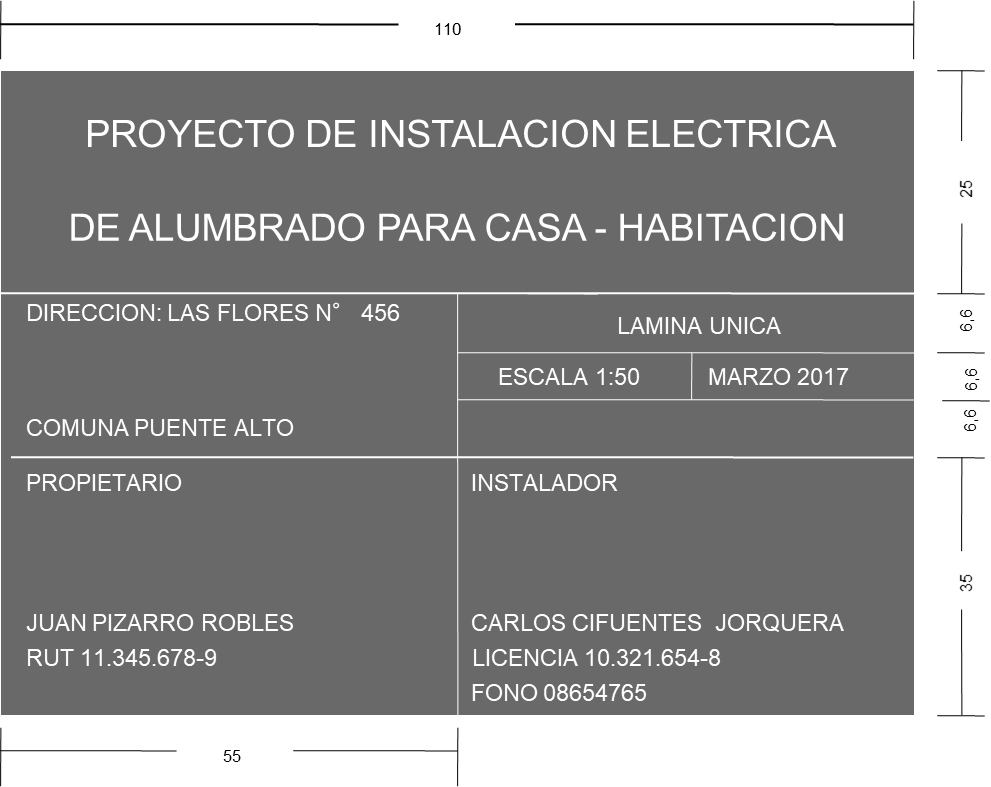 110
PROYECTO DE INSTALACION ELECTRICA
DE ALUMBRADO PARA CASA - HABITACION
25
DIRECCION: LAS FLORES N° 456
COMUNA PUENTE ALTO
LAMINA UNICA
6,6
ESCALA 1:50
MARZO 2017
6,6
6,6
PROPIETARIO
JUAN PIZARRO ROBLES
RUT 11.345.678-9
INSTALADOR
CARLOS CIFUENTES JORQUERA
LICENCIA 10.321.654-8
FONO 08654765
35
55